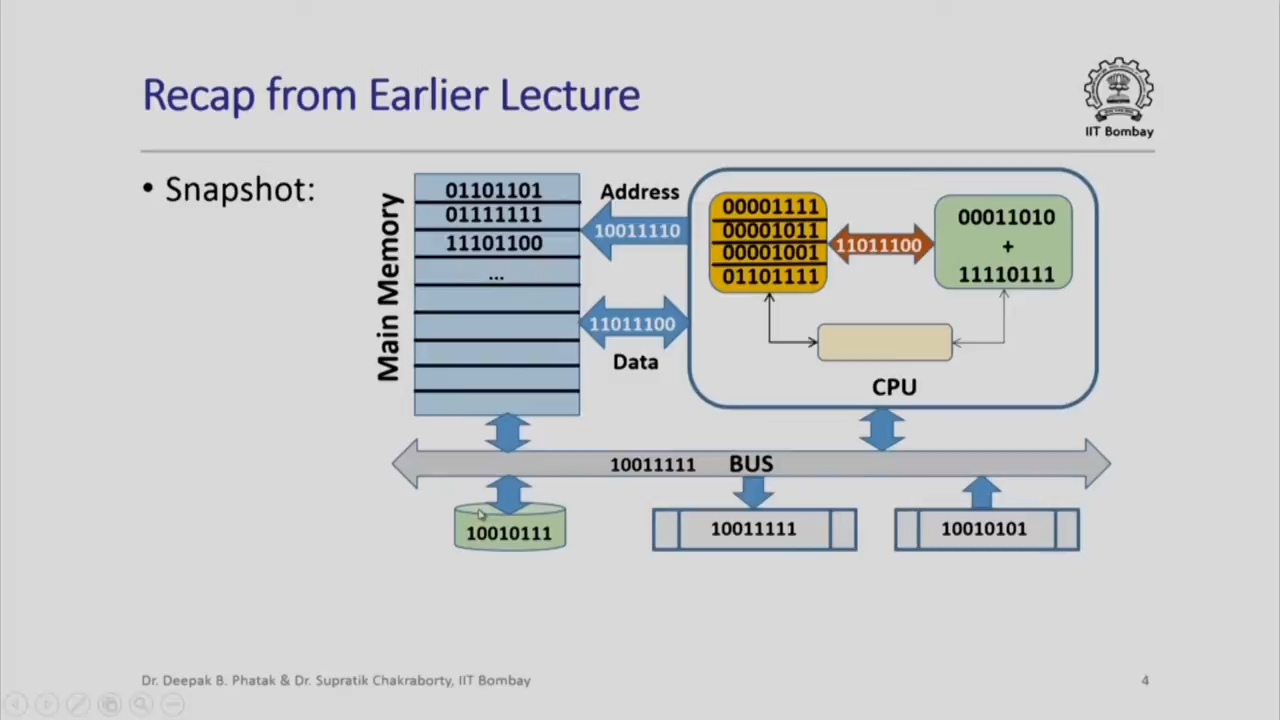 Recap from Earlier Lecture
IIT Bombay
• Snapshot:
Main Memory
01101101
01111111
11101100
...
Address
10011110
11011100
Data
00001111
00001011
00001001
01101111
11011100
00011010
+
11110111
CPU
10011111 BUS
10010111
10011111
10010101
Dr. Deepak B. Phatak & Dr. Supratik Chakraborty, IIT Bombay
4